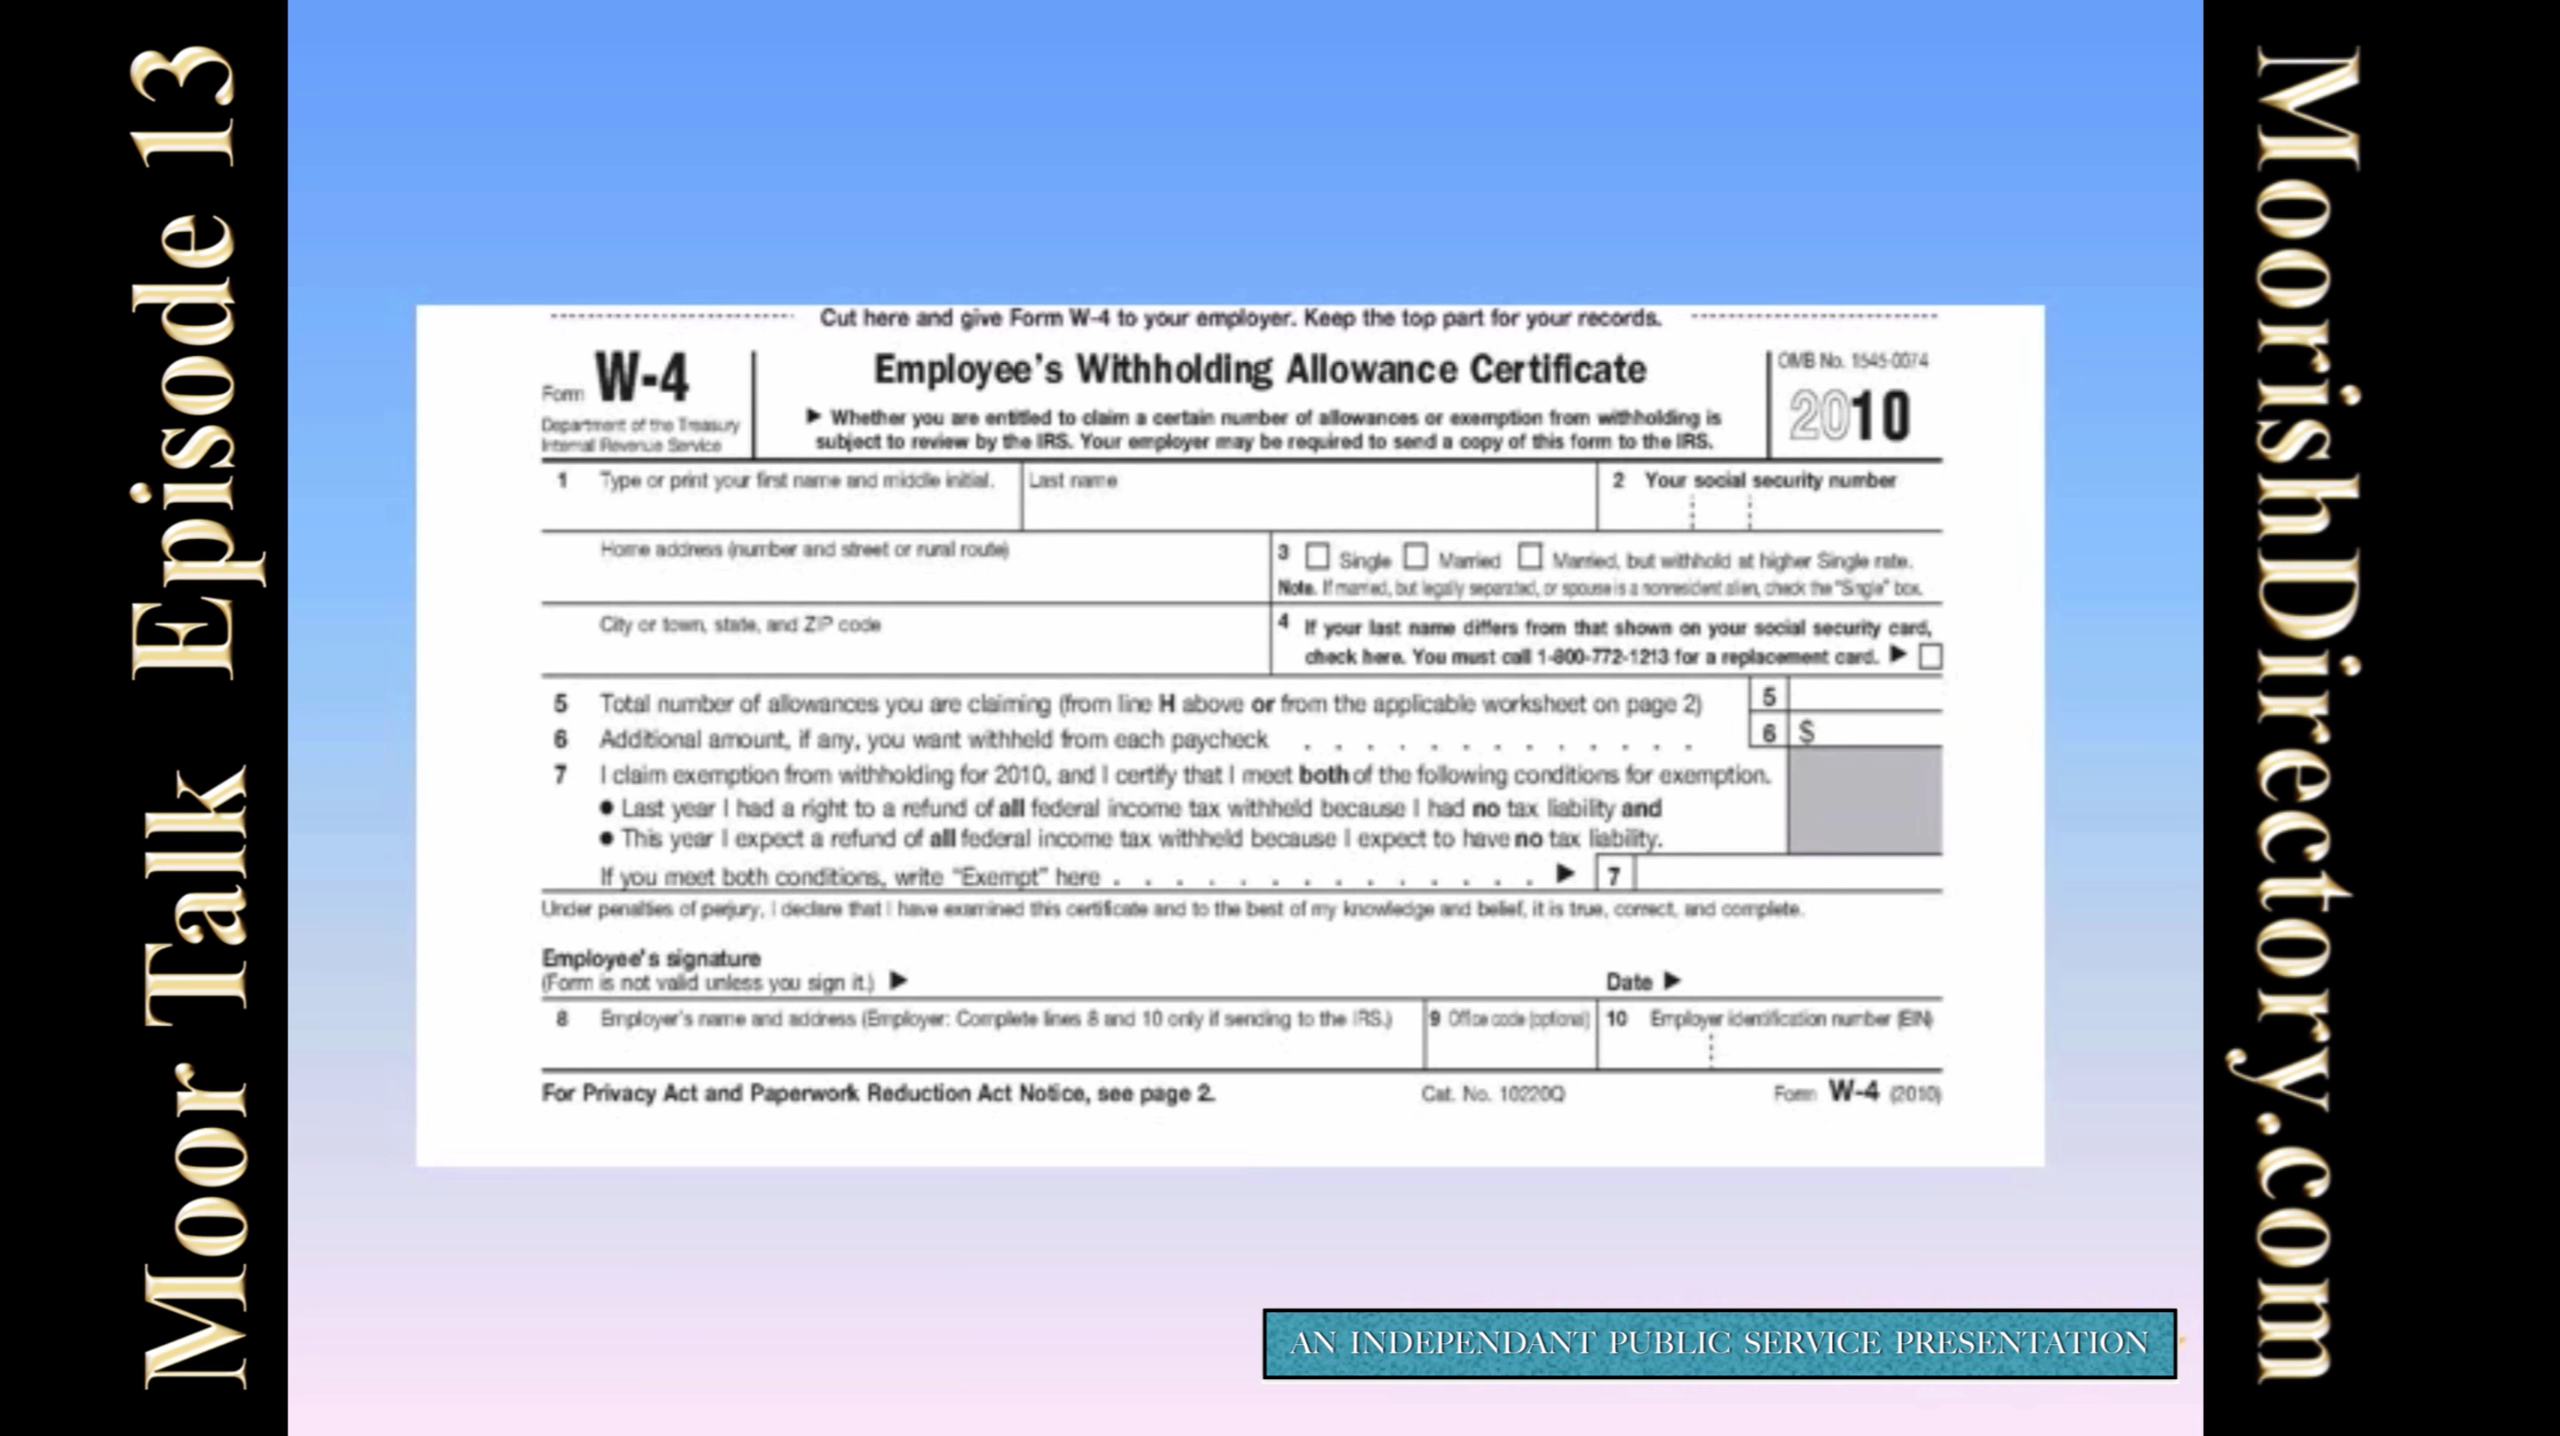 Moor Talk Episode 13
Cut here and give Form W-4 to your employer. Keep the top part for your records.
Form W-4
Department of the Treasury
Internal Revenue Service
Employee's Withholding Allowance Certificate
▶ Whether you are entitled to claim a certain number of allowances or exemption from withholding is
subject to review by the IRS. Your employer may be required to send a copy of this form to the IRS.
OMB No. 1545-0074
2010
1 Type or print your first name and middle initial.
Last name
2 Your social security number
Home address (number and street or rural route)
3 Single Married Married, but withhold at higher Single rate.
Note. If married, but legally separated, or spouse is a nonresident alien, check the "Single" box.
City or town, state, and ZIP code
4 If your last name differs from that shown on your social security card,
check here. You must call 1-800-772-1213 for a replacement card. ▶
5 Total number of allowances you are claiming (from line H above or from the applicable worksheet on page 2) 5
6 Additional amount, if any, you want withheld from each paycheck . . . . . . . . . . . . . 6 $
7 I claim exemption from withholding for 2010, and I certify that I meet both of the following conditions for exemption.
● Last year I had a right to a refund of all federal income tax withheld because I had no tax liability and
● This year I expect a refund of all federal income tax withheld because I expect to have no tax liability.
If you meet both conditions, write "Exempt" here . . . . . . . . . . . . . . ▶ 7
Under penalties of perjury, I declare that I have examined this certificate and to the best of my knowledge and belief, it is true, correct, and complete.
Employee's signature
(Form is not valid unless you sign it.) ▶
Date ▶
8 Employer's name and address (Employer: Complete lines 8 and 10 only if sending to the IRS.)
9 Office code (optional)
10 Employer identification number (EIN)
For Privacy Act and Paperwork Reduction Act Notice, see page 2.
Cat. No. 10220Q
Form W-4 (2010)
AN INDEPENDANT PUBLIC SERVICE PRESENTATION
MoorishDirectory.com